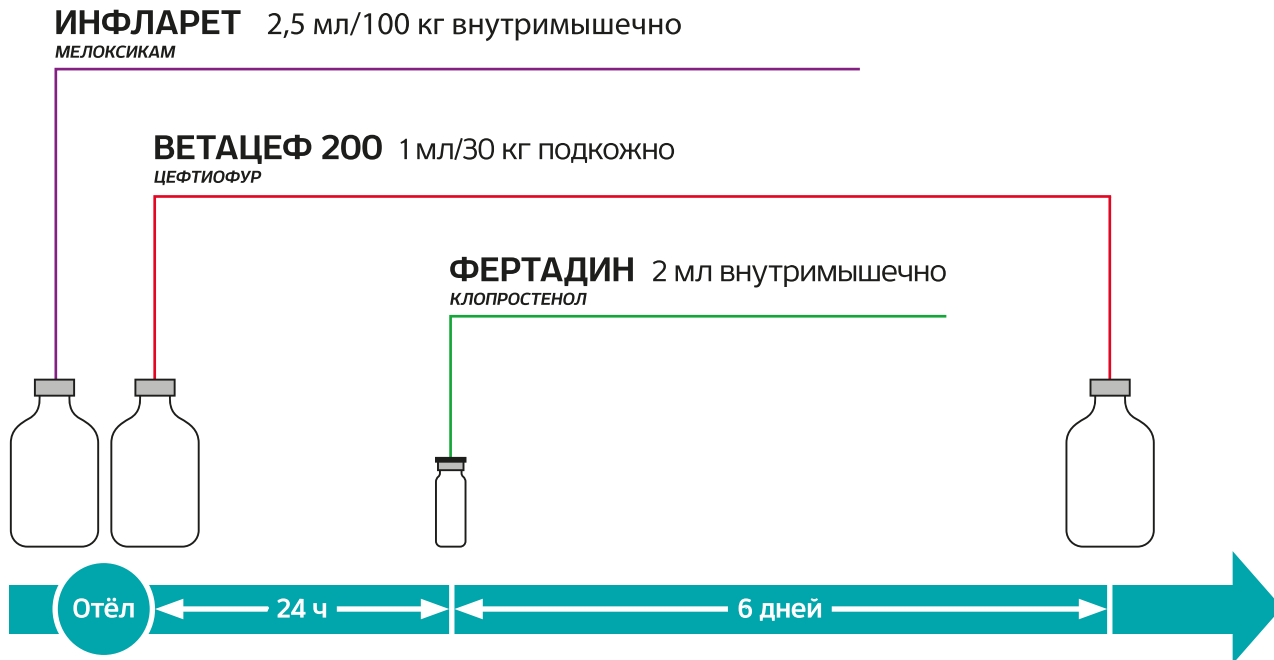 ИНФЛАРЕТ 2,5 мл/100 кг внутримышечно
МЕЛОКСИКАМ
ВЕТАЦЕФ 200 1 мл/30 кг подкожно
ЦЕФТИОФУР
ФЕРТАДИН 2 мл внутримышечно
КЛОПРОСТЕНОЛ
Отёл 24 ч 6 дней